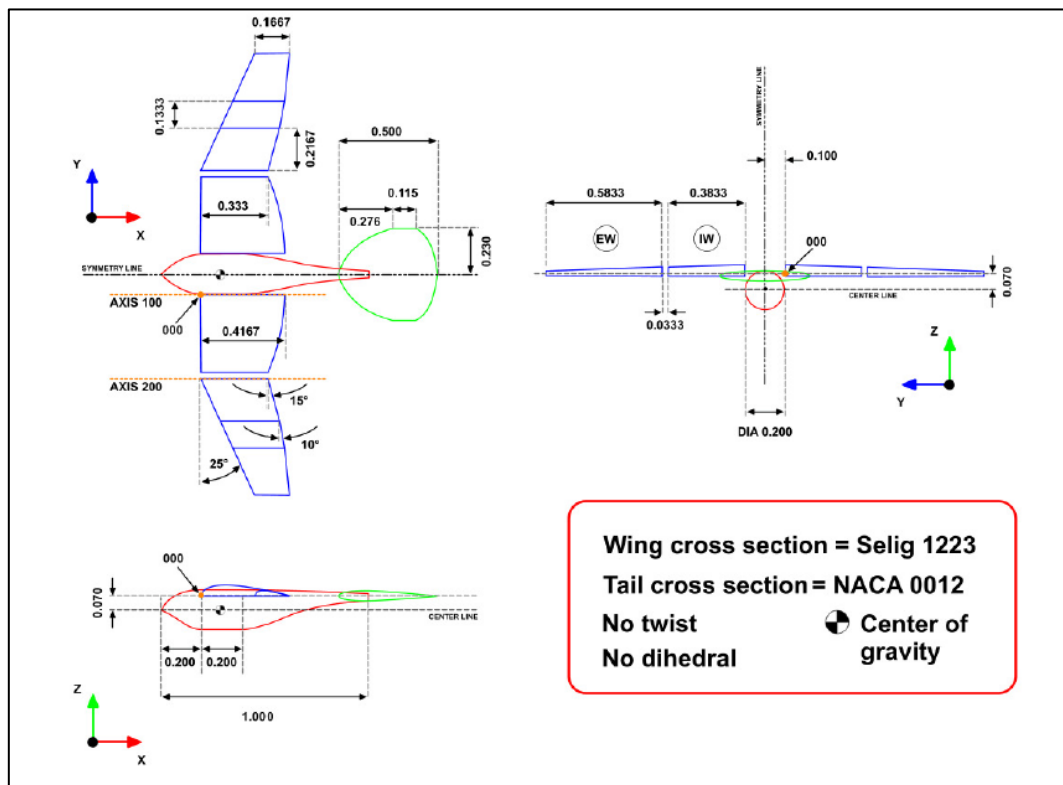 0.1667
0.1333
0.2167
0.500
0.115
0.276
0.230
Y
X
0.333
SYMMETRY LINE
AXIS 100
000
0.4167
AXIS 200
15°
10°
25°
SYMMETRY LINE
0.100
0.5833
0.3833
EW
IW
000
0.070
CENTER LINE
0.0333
Z
Y
DIA 0.200
000
0.070
CENTER LINE
0.200
0.200
1.000
Z
X
Wing cross section = Selig 1223
Tail cross section = NACA 0012
No twist
No dihedral
Center of
gravity